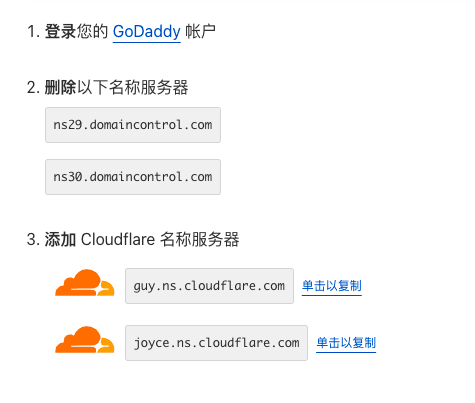 1. 登录您的 GoDaddy 帐户
2. 删除以下名称服务器
ns29.domaincontrol.com
ns30.domaincontrol.com
3. 添加 Cloudflare 名称服务器
guy.ns.cloudflare.com 单击以复制
joyce.ns.cloudflare.com 单击以复制